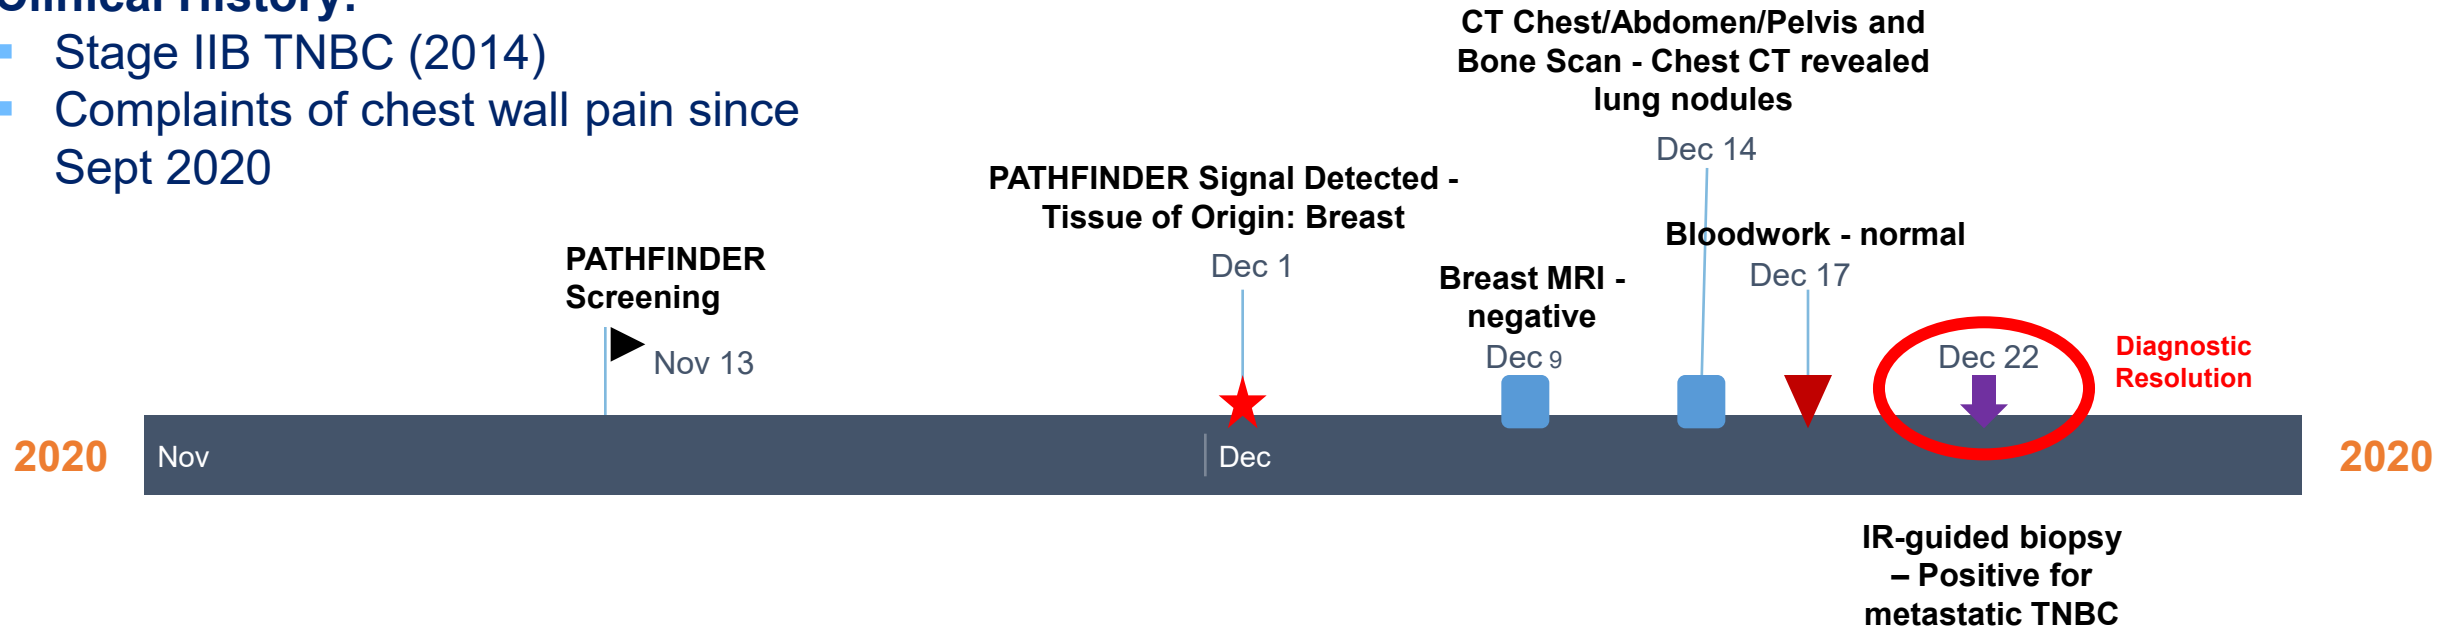 Clinical History:
Stage IIB TNBC (2014)
Complaints of chest wall pain since
Sept 2020
CT Chest/Abdomen/Pelvis and
Bone Scan - Chest CT revealed
lung nodules
Dec 14
PATHFINDER Signal Detected -
Tissue of Origin: Breast
Dec 1
Bloodwork - normal
Dec 17
PATHFINDER
Screening
Nov 13
Breast MRI -
negative
Dec 9
Dec 22
Diagnostic
Resolution
2020
Nov
Dec
2020
IR-guided biopsy
– Positive for
metastatic TNBC